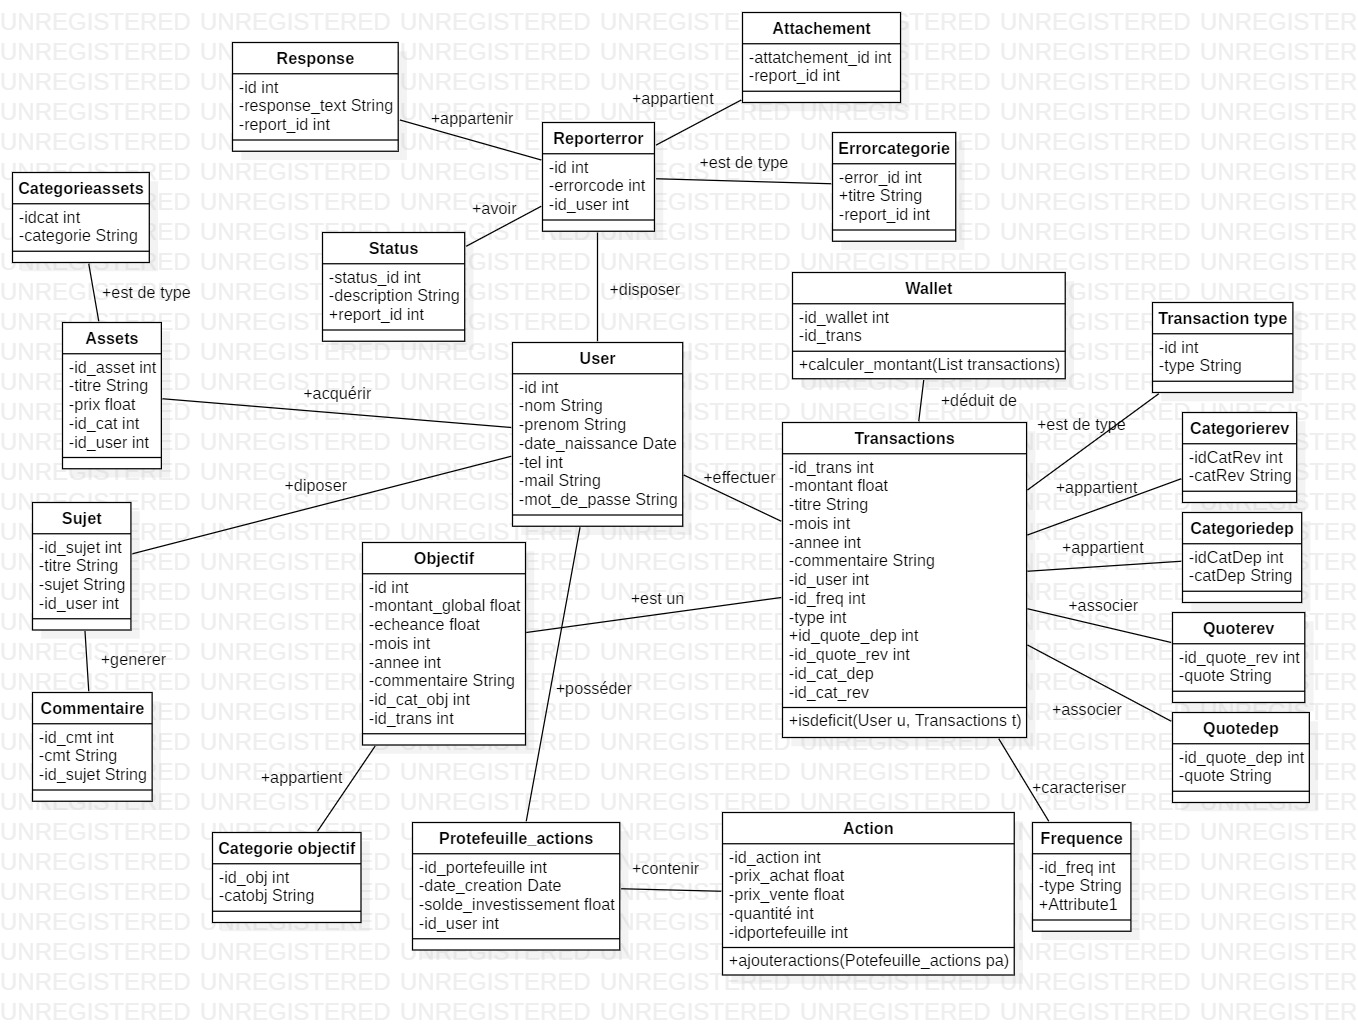 Attachement
-attatchement_id int
-report_id int
Response
-id int
-response_text String
-report_id int
+appartenir
+appartient
Reporterror
-id int
-errorcode int
-id_user int
+est de type
Errorcategorie
-error_id int
+titre String
-report_id int
Categorieassets
-idcat int
-categorie String
+avoir
Status
-status_id int
-description String
+report_id int
+disposer
+est de type
Wallet
-id_wallet int
-id_trans
+calculer_montant(List transactions)
Transaction type
-id int
-type String
Assets
-id_asset int
-titre String
-prix float
-id_cat int
-id_user int
+acquérir
User
-id int
-nom String
-prenom String
-date_naissance Date
-tel int
-mail String
-mot_de_passe String
+déduit de
+est de type
Categorierev
-idCatRev int
-catRev String
+effectuer
Transactions
-id_trans int
-montant float
-titre String
-mois int
-annee int
-commentaire String
-id_user int
-id_freq int
-type int
+id_quote_dep int
-id_quote_rev int
-id_cat_dep
-id_cat_rev
+isdeficit(User u, Transactions t)
+appartient
+diposer
Sujet
-id_sujet int
-titre String
-sujet String
-id_user int
Categoriedep
-idCatDep int
-catDep String
+appartient
Objectif
-id int
-montant_global float
-echeance float
-mois int
-annee int
-commentaire String
-id_cat_obj int
-id_trans int
+est un
+associer
Quoterev
-id_quote_rev int
-quote String
+generer
+posséder
Commentaire
-id_cmt int
-cmt String
-id_sujet String
+associer
Quotedep
-id_quote_dep int
-quote String
+appartient
+caracteriser
Categorie objectif
-id_obj int
-catobj String
Protefeuille_actions
-id_portefeuille int
-date_creation Date
-solde_investissement float
-id_user int
+contenir
Action
-id_action int
-prix_achat float
-prix_vente float
-quantité int
-idportefeuille int
+ajouteractions(Potefeuille_actions pa)
Frequence
-id_freq int
-type String
+Attribute1